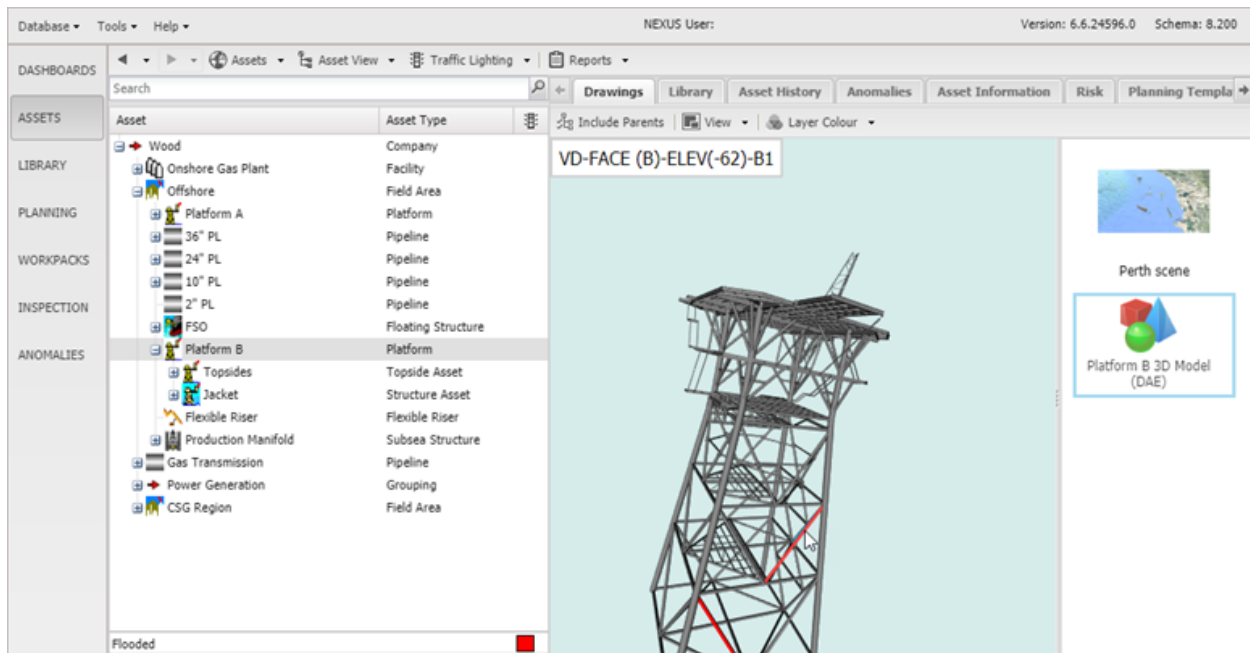 Database Tools Help NEXUS User: Version: 6.6.24596.0 Schema: 8.200
DASHBOARDS
ASSETS
LIBRARY
PLANNING
WORKPACKS
INSPECTION
ANOMALIES
Assets Asset View Traffic Lighting Reports
Search
Asset Asset Type
Wood Company
Onshore Gas Plant Facility
Offshore Field Area
Platform A Platform
36" PL Pipeline
24" PL Pipeline
10" PL Pipeline
2" PL Pipeline
FSO Floating Structure
Platform B Platform
Topsides Topside Asset
Jacket Structure Asset
Flexible Riser Flexible Riser
Production Manifold Subsea Structure
Gas Transmission Pipeline
Power Generation Grouping
CSG Region Field Area
Flooded
Drawings Library Asset History Anomalies Asset Information Risk Planning Templa
Include Parents View Layer Colour
VD-FACE (B)-ELEV(-62)-B1
Perth scene
Platform B 3D Model
(DAE)